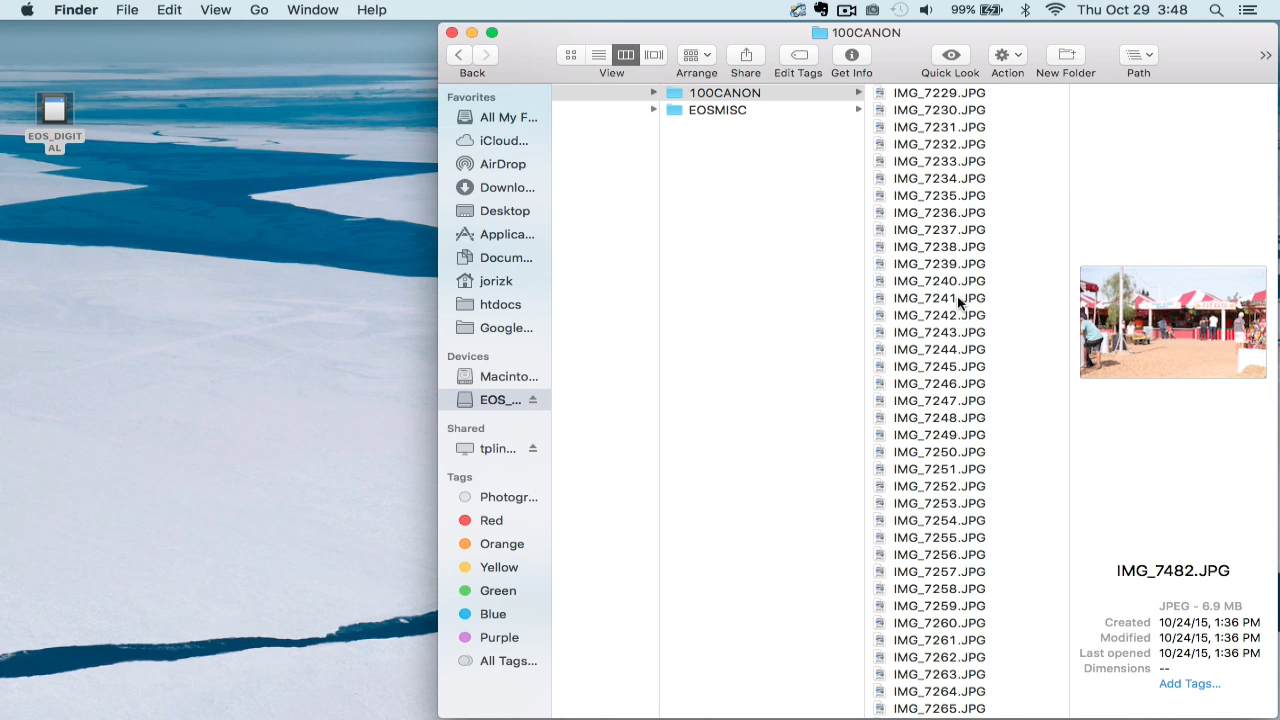 Finder File Edit View Go Window Help 99% Thu Oct 29 3:48
100CANON
Back View Arrange Share Edit Tags Get Info Quick Look Action New Folder Path
EOS_DIGIT
AL
Favorites
All My F...
iCloud...
AirDrop
Downlo...
Desktop
Applica...
Docum...
jorizk
htdocs
Google...
Devices
Macinto...
EOS_...
Shared
tplin...
Tags
Photogr...
Red
Orange
Yellow
Green
Blue
Purple
All Tags...
100CANON
EOSMISC
IMG_7229.JPG
IMG_7230.JPG
IMG_7231.JPG
IMG_7232.JPG
IMG_7233.JPG
IMG_7234.JPG
IMG_7235.JPG
IMG_7236.JPG
IMG_7237.JPG
IMG_7238.JPG
IMG_7239.JPG
IMG_7240.JPG
IMG_7241.JPG
IMG_7242.JPG
IMG_7243.JPG
IMG_7244.JPG
IMG_7245.JPG
IMG_7246.JPG
IMG_7247.JPG
IMG_7248.JPG
IMG_7249.JPG
IMG_7250.JPG
IMG_7251.JPG
IMG_7252.JPG
IMG_7253.JPG
IMG_7254.JPG
IMG_7255.JPG
IMG_7256.JPG
IMG_7257.JPG
IMG_7258.JPG
IMG_7259.JPG
IMG_7260.JPG
IMG_7261.JPG
IMG_7262.JPG
IMG_7263.JPG
IMG_7264.JPG
IMG_7265.JPG
IMG_7482.JPG
JPEG - 6.9 MB
Created 10/24/15, 1:36 PM
Modified 10/24/15, 1:36 PM
Last opened 10/24/15, 1:36 PM
Dimensions --
Add Tags...